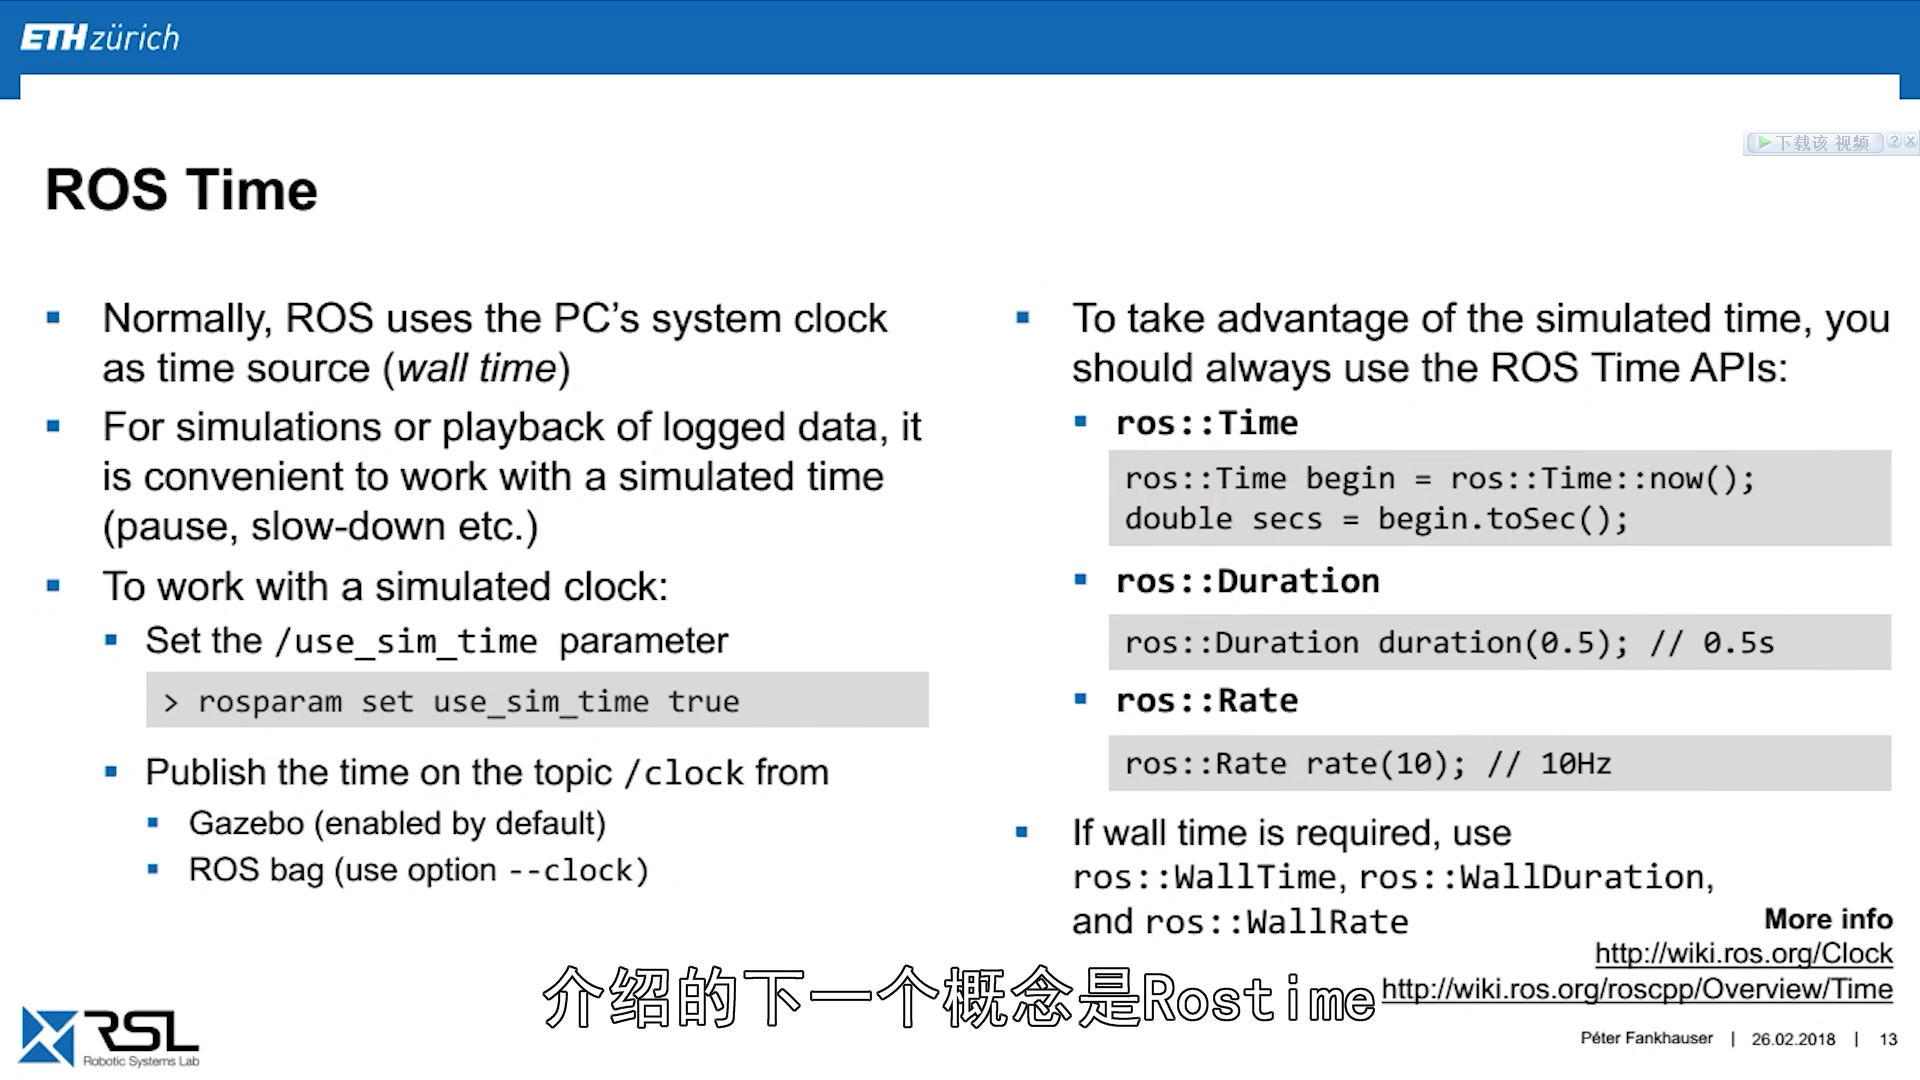 ETH zürich
下载该 视频
ROS Time
Normally, ROS uses the PC's system clock
as time source (wall time)
For simulations or playback of logged data, it
is convenient to work with a simulated time
(pause, slow-down etc.)
To work with a simulated clock:
Set the /use_sim_time parameter
> rosparam set use_sim_time true
Publish the time on the topic /clock from
Gazebo (enabled by default)
ROS bag (use option --clock)
To take advantage of the simulated time, you
should always use the ROS Time APIs:
ros::Time
ros::Time begin = ros::Time::now();
double secs = begin.toSec();
ros::Duration
ros::Duration duration(0.5); // 0.5s
ros::Rate
ros::Rate rate(10); // 10Hz
If wall time is required, use
ros::WallTime, ros::WallDuration,
and ros::WallRate
More info
http://wiki.ros.org/Clock
http://wiki.ros.org/roscpp/Overview/Time
介绍的下一个概念是Rostime
RSL
Robotic Systems Lab
Péter Fankhauser | 26.02.2018 | 13